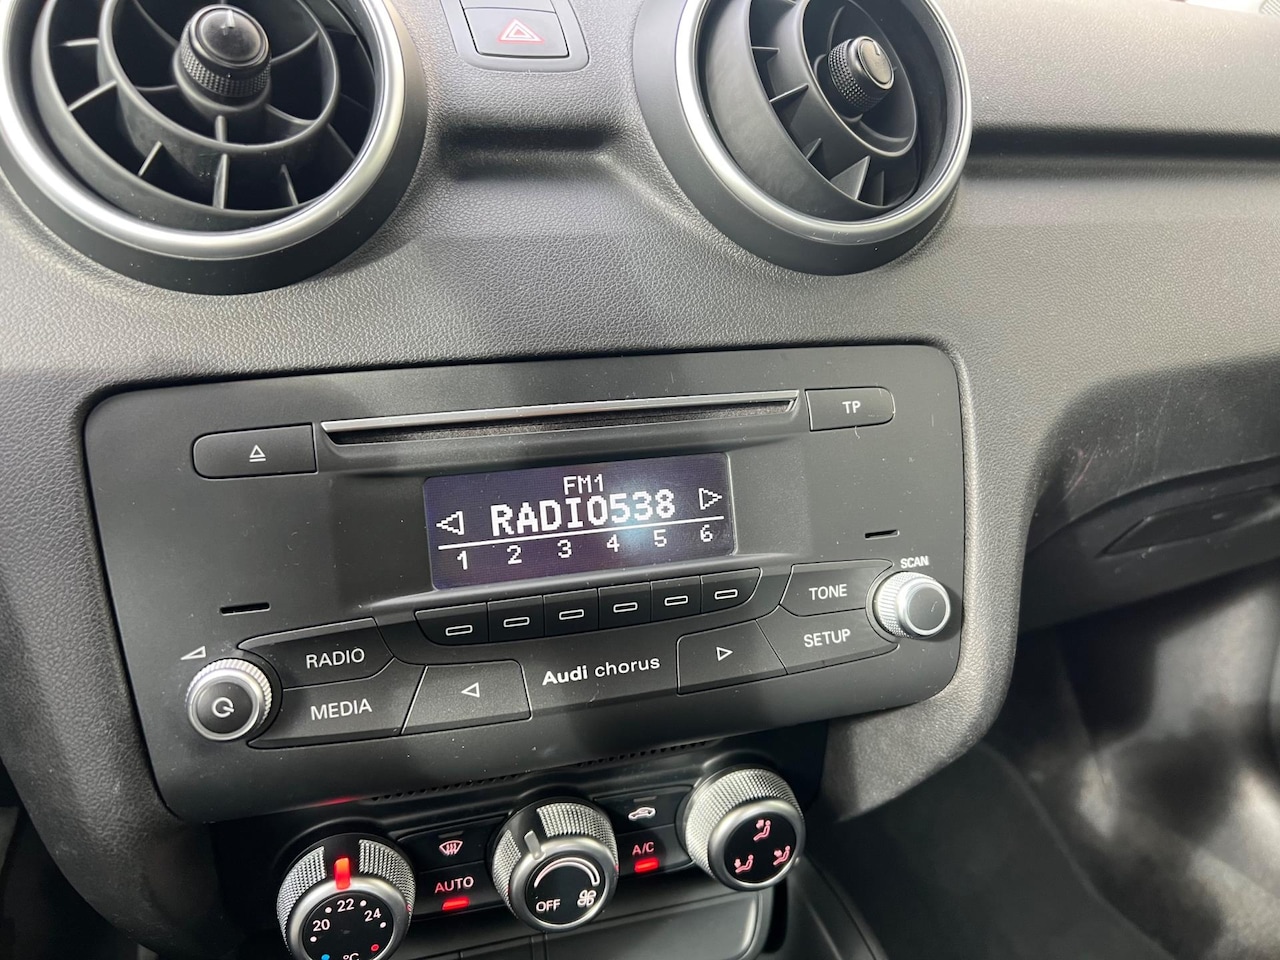 TP
FM1
RADIO538
1 2 3 4 5 6
SCAN
TONE
RADIO
SETUP
Audi chorus
MEDIA
A/C
AUTO
OFF
20 22 24
°C